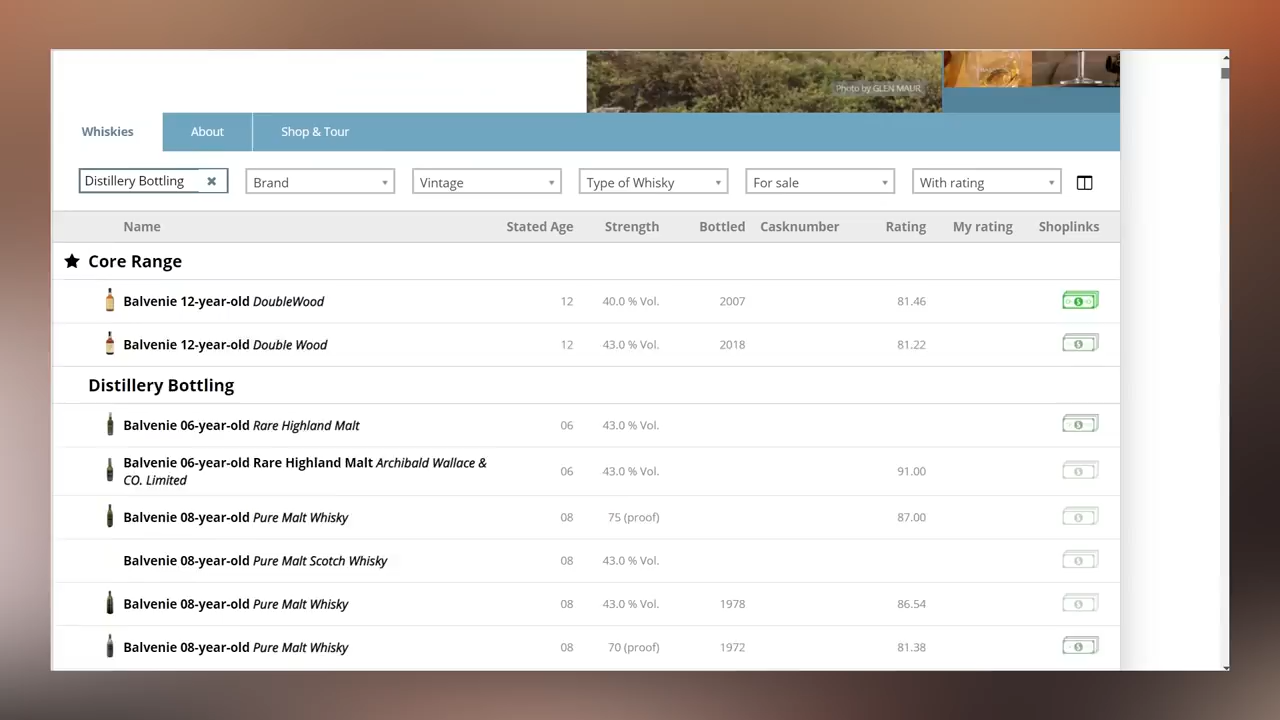 Photo by GLEN MAUR
Whiskies About Shop & Tour
Distillery Bottling Brand Vintage Type of Whisky For sale With rating
Name Stated Age Strength Bottled Casknumber Rating My rating Shoplinks
Core Range
Balvenie 12-year-old DoubleWood 12 40.0 % Vol. 2007 81.46
Balvenie 12-year-old Double Wood 12 43.0 % Vol. 2018 81.22
Distillery Bottling
Balvenie 06-year-old Rare Highland Malt 06 43.0 % Vol.
Balvenie 06-year-old Rare Highland Malt Archibald Wallace &
CO. Limited 06 43.0 % Vol. 91.00
Balvenie 08-year-old Pure Malt Whisky 08 75 (proof) 87.00
Balvenie 08-year-old Pure Malt Scotch Whisky 08 43.0 % Vol.
Balvenie 08-year-old Pure Malt Whisky 08 43.0 % Vol. 1978 86.54
Balvenie 08-year-old Pure Malt Whisky 08 70 (proof) 1972 81.38